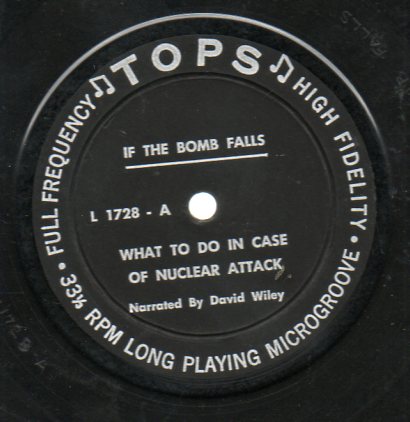 ♫ TOPS ♫
FULL FREQUENCY
HIGH FIDELITY
IF THE BOMB FALLS
L 1728 - A
WHAT TO DO IN CASE
OF NUCLEAR ATTACK
Narrated By David Wiley
• 33⅓ RPM LONG PLAYING MICROGROOVE •